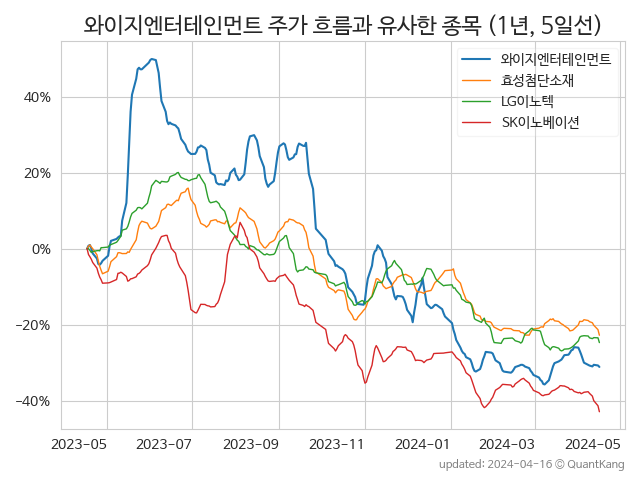 와이지엔터테인먼트 주가 흐름과 유사한 종목 (1년, 5일선)
와이지엔터테인먼트
효성첨단소재
LG이노텍
SK이노베이션
40%
20%
0%
−20%
−40%
2023-05 2023-07 2023-09 2023-11 2024-01 2024-03 2024-05
updated: 2024-04-16 © QuantKang